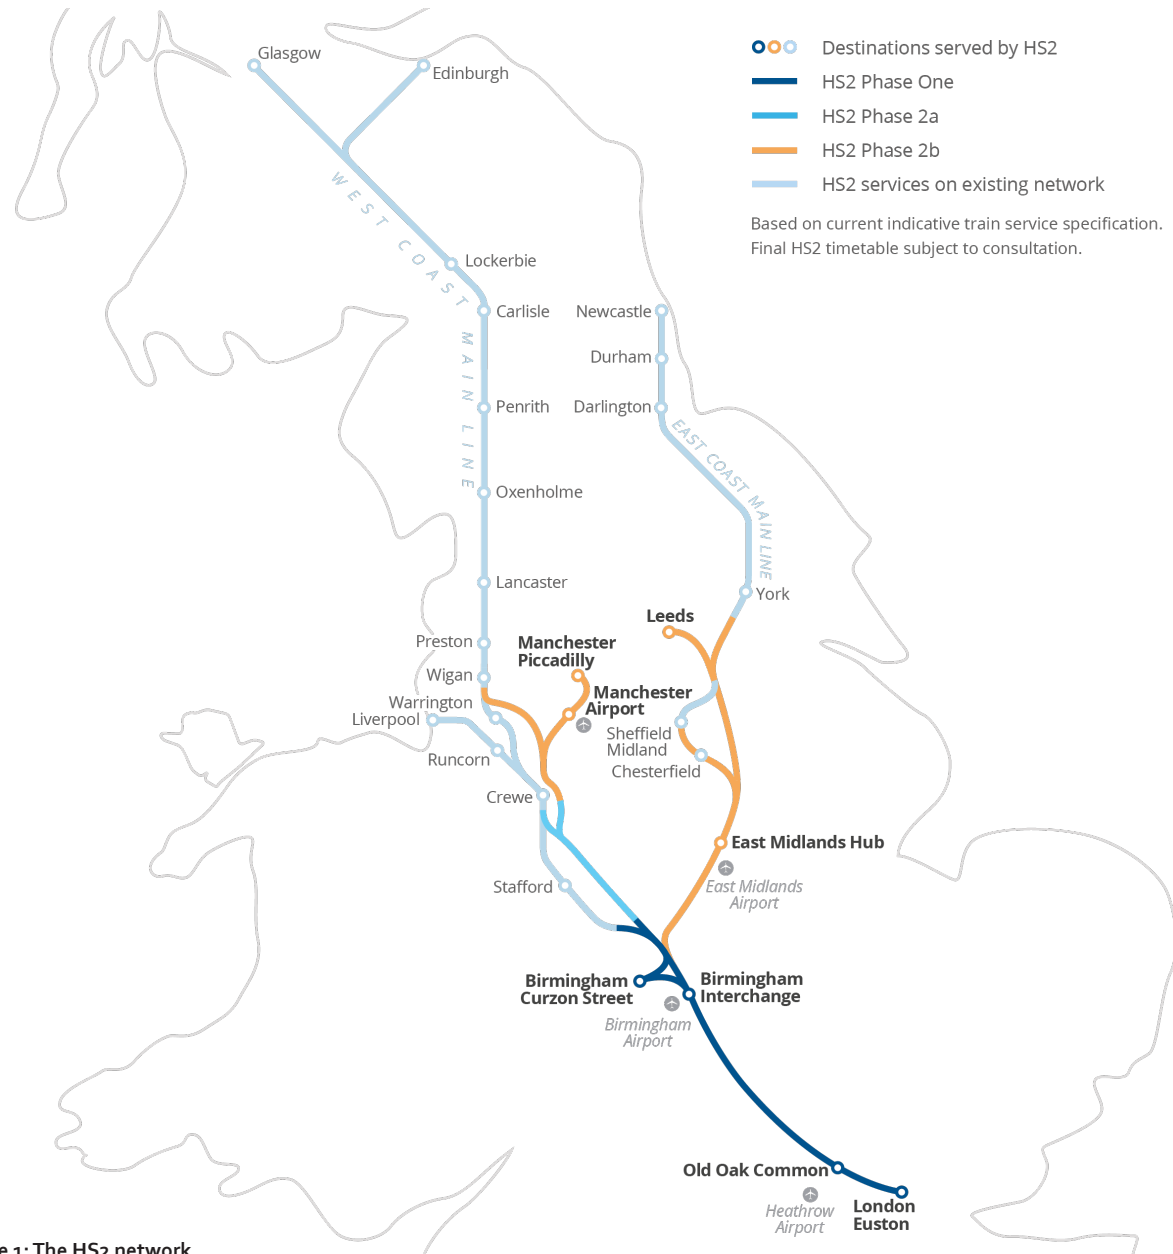 Glasgow
Edinburgh
Destinations served by HS2
HS2 Phase One
HS2 Phase 2a
HS2 Phase 2b
HS2 services on existing network
Based on current indicative train service specification.
Final HS2 timetable subject to consultation.
WEST COAST MAIN LINE
Lockerbie
Carlisle
Newcastle
Durham
Penrith
Darlington
EAST COAST MAIN LINE
Oxenholme
Lancaster
York
Leeds
Preston
Manchester
Piccadilly
Wigan
Manchester
Airport
Warrington
Liverpool
Sheffield
Midland
Runcorn
Chesterfield
Crewe
East Midlands Hub
Stafford
East Midlands
Airport
Birmingham
Curzon Street
Birmingham
Interchange
Birmingham
Airport
Old Oak Common
Heathrow
Airport
London
Euston
e 1: The HS2 network